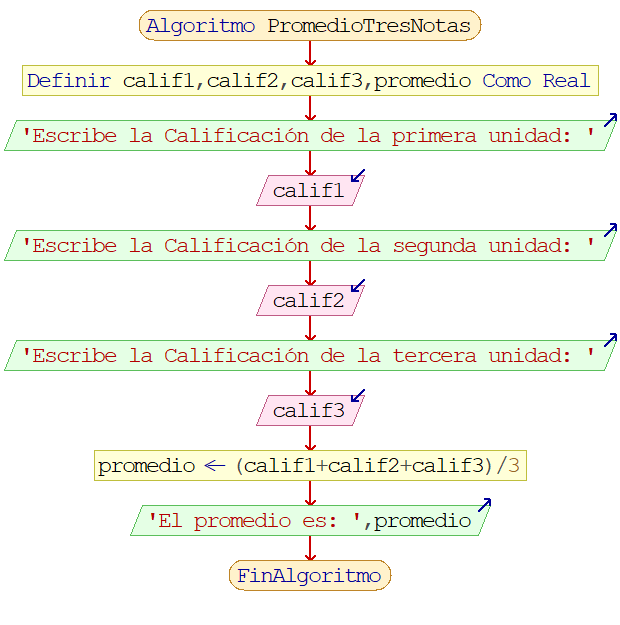 Algoritmo PromedioTresNotas
Definir calif1,calif2,calif3,promedio Como Real
'Escribe la Calificación de la primera unidad: '
calif1
'Escribe la Calificación de la segunda unidad: '
calif2
'Escribe la Calificación de la tercera unidad: '
calif3
promedio ← (calif1+calif2+calif3)/3
'El promedio es: ',promedio
FinAlgoritmo